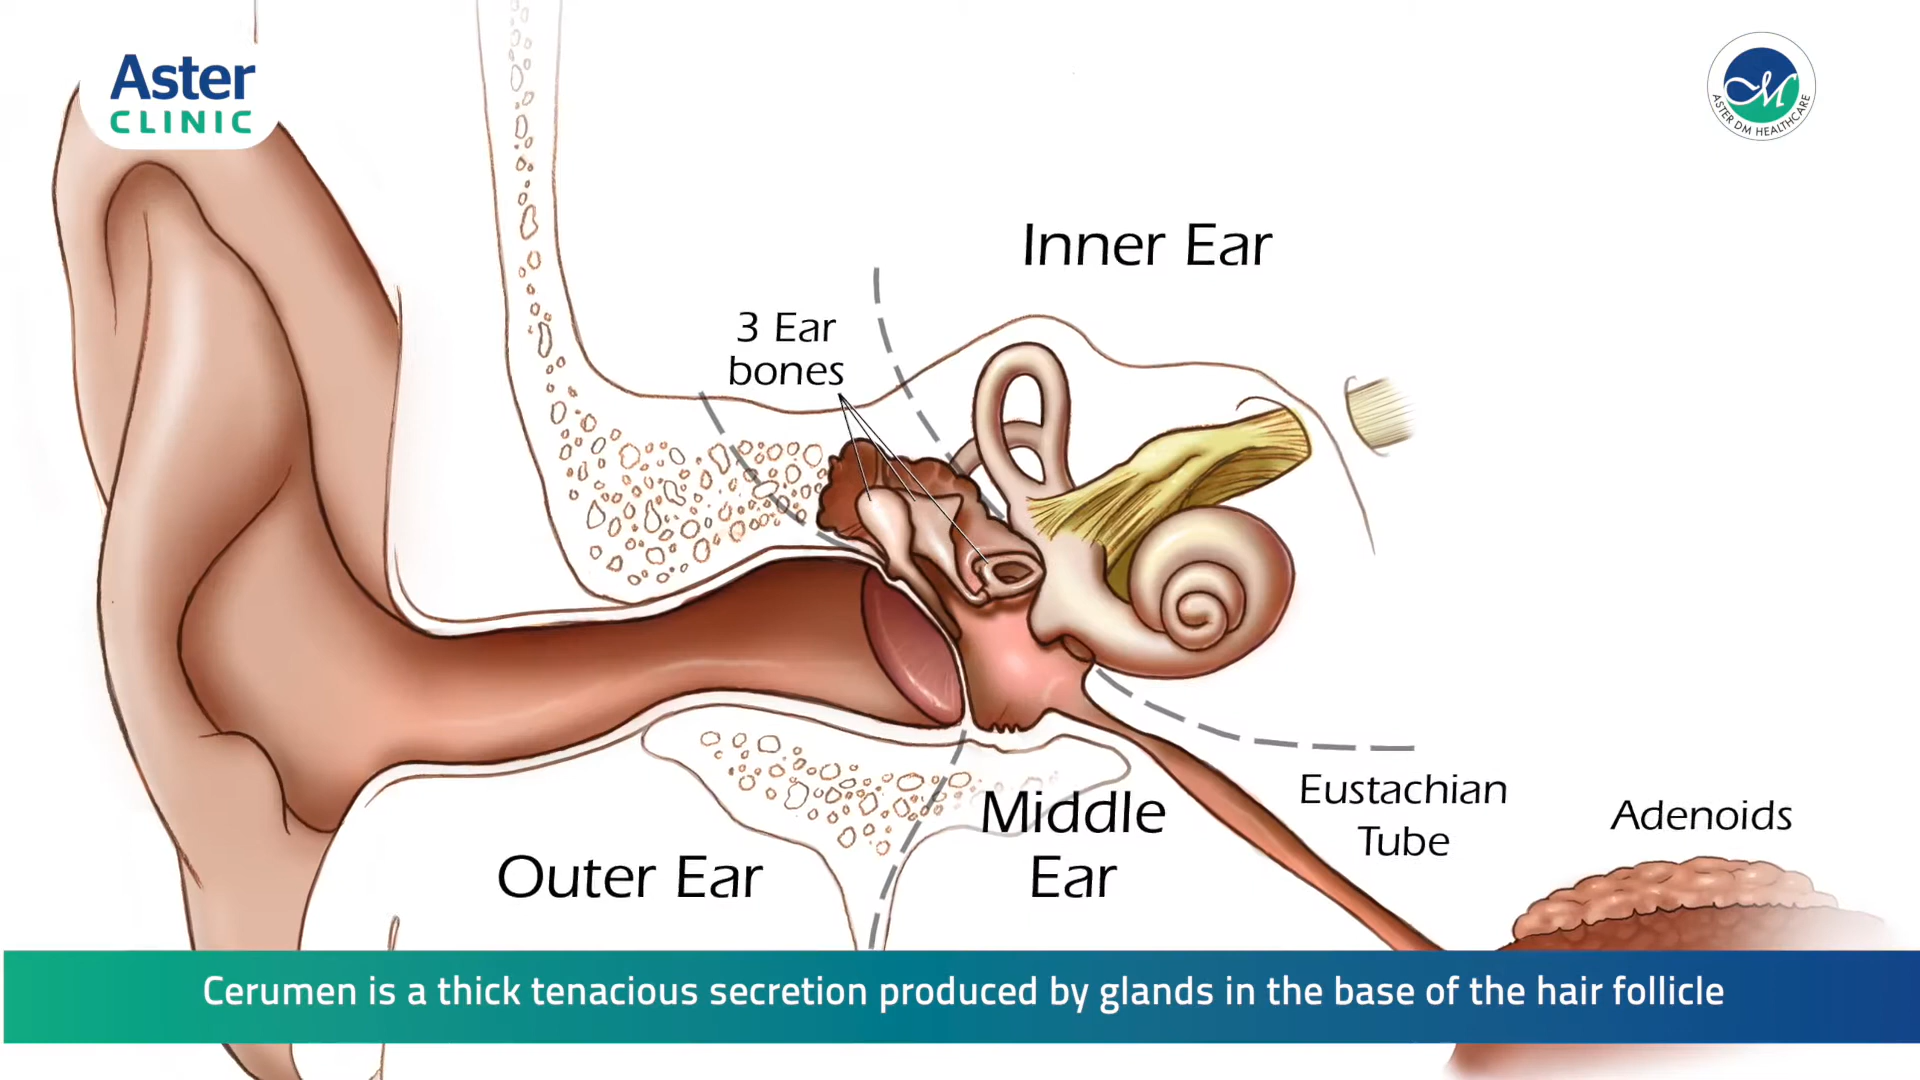 Aster
CLINIC
ASTER DM HEALTHCARE
Inner Ear
3 Ear
bones
Eustachian
Tube
Adenoids
Middle
Ear
Outer Ear
Cerumen is a thick tenacious secretion produced by glands in the base of the hair follicle